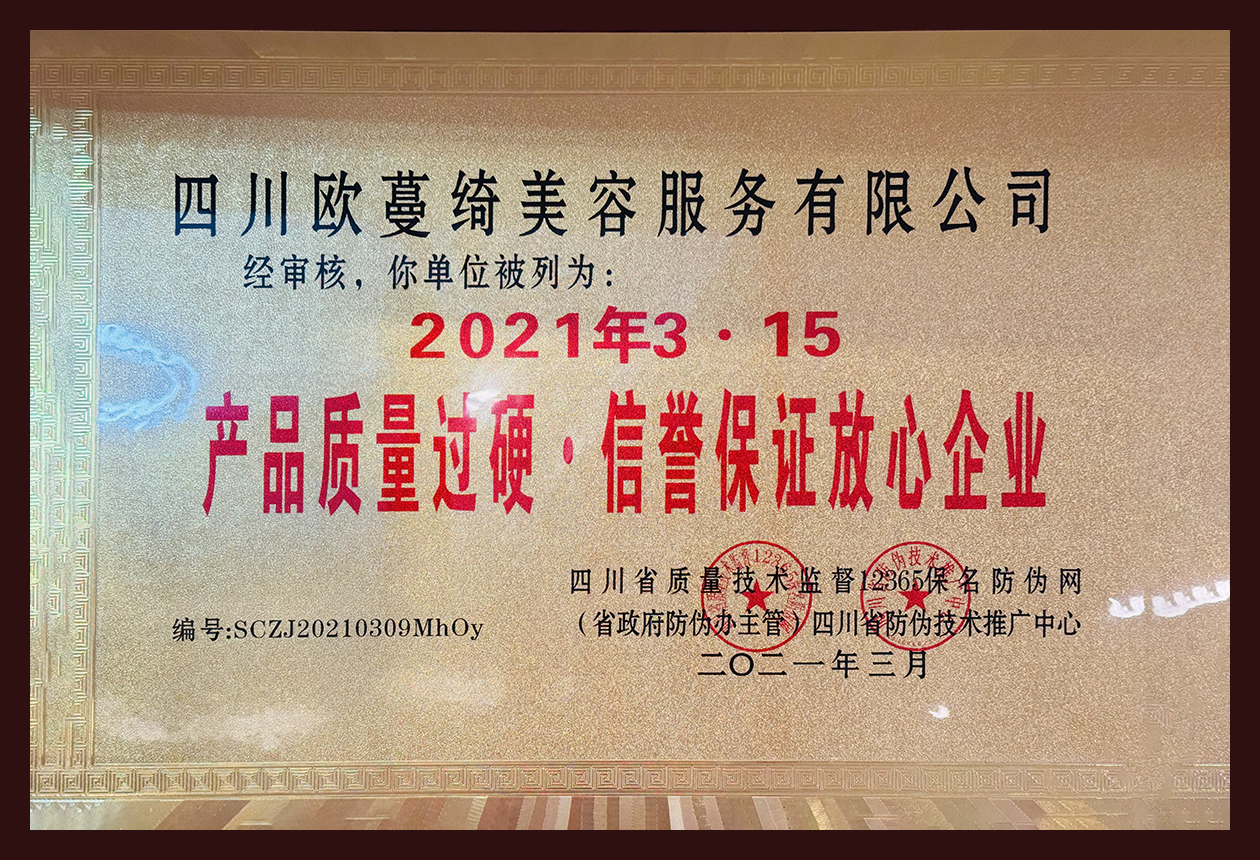 四川欧蔓绮美容服务有限公司
经审核，你单位被列为：
2021年3·15
产品质量过硬·信誉保证放心企业
四川省质量技术监督12365保名防伪网
（省政府防伪办主管）四川省防伪技术推广中心
编号:SCZJ20210309MhOy
二〇二一年三月